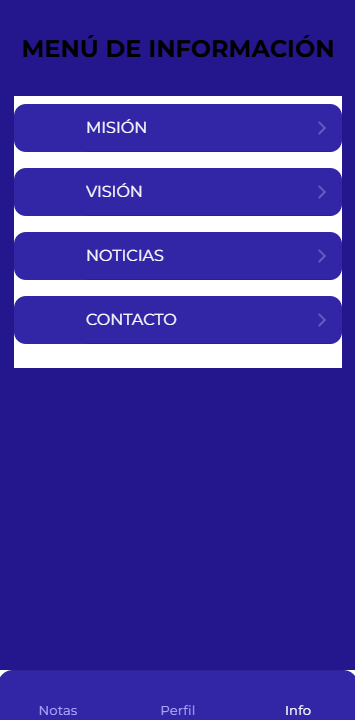 MENÚ DE INFORMACIÓN
MISIÓN
VISIÓN
NOTICIAS
CONTACTO
Notas Perfil Info